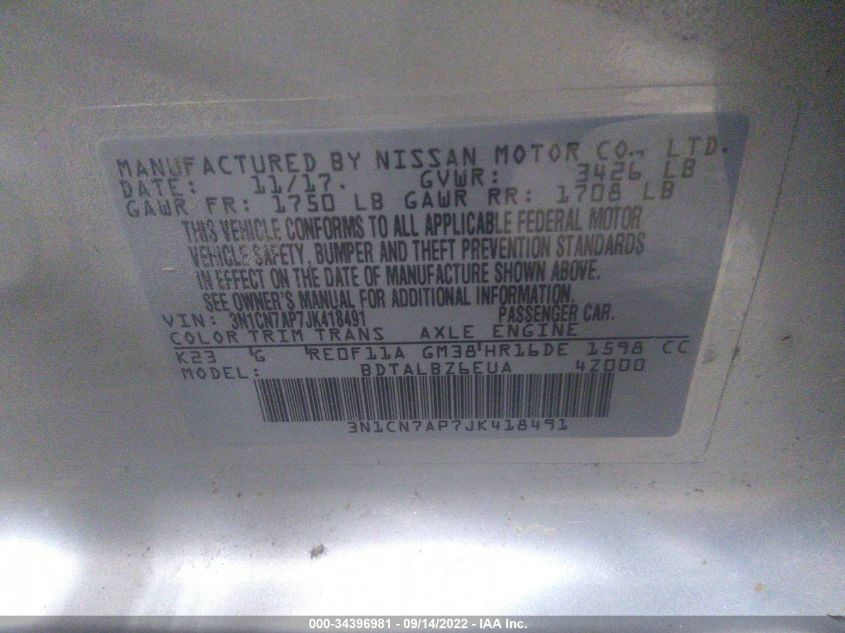 MANUFACTURED BY NISSAN MOTOR CO., LTD.
DATE: 11/17. GVWR: 3426 LB
GAWR FR: 1750 LB GAWR RR: 1708 LB
THIS VEHICLE CONFORMS TO ALL APPLICABLE FEDERAL MOTOR
VEHICLE SAFETY, BUMPER AND THEFT PREVENTION STANDARDS
IN EFFECT ON THE DATE OF MANUFACTURE SHOWN ABOVE.
SEE OWNER'S MANUAL FOR ADDITIONAL INFORMATION.
VIN: 3N1CN7AP7JK418491 PASSENGER CAR.
COLOR TRIM TRANS AXLE ENGINE
K23 G RE0F11A GM38 HR16DE 1598 CC
MODEL: BDTALBZ6EUA 4Z000
3N1CN7AP7JK418491
000-34396981 - 09/14/2022 - IAA Inc.